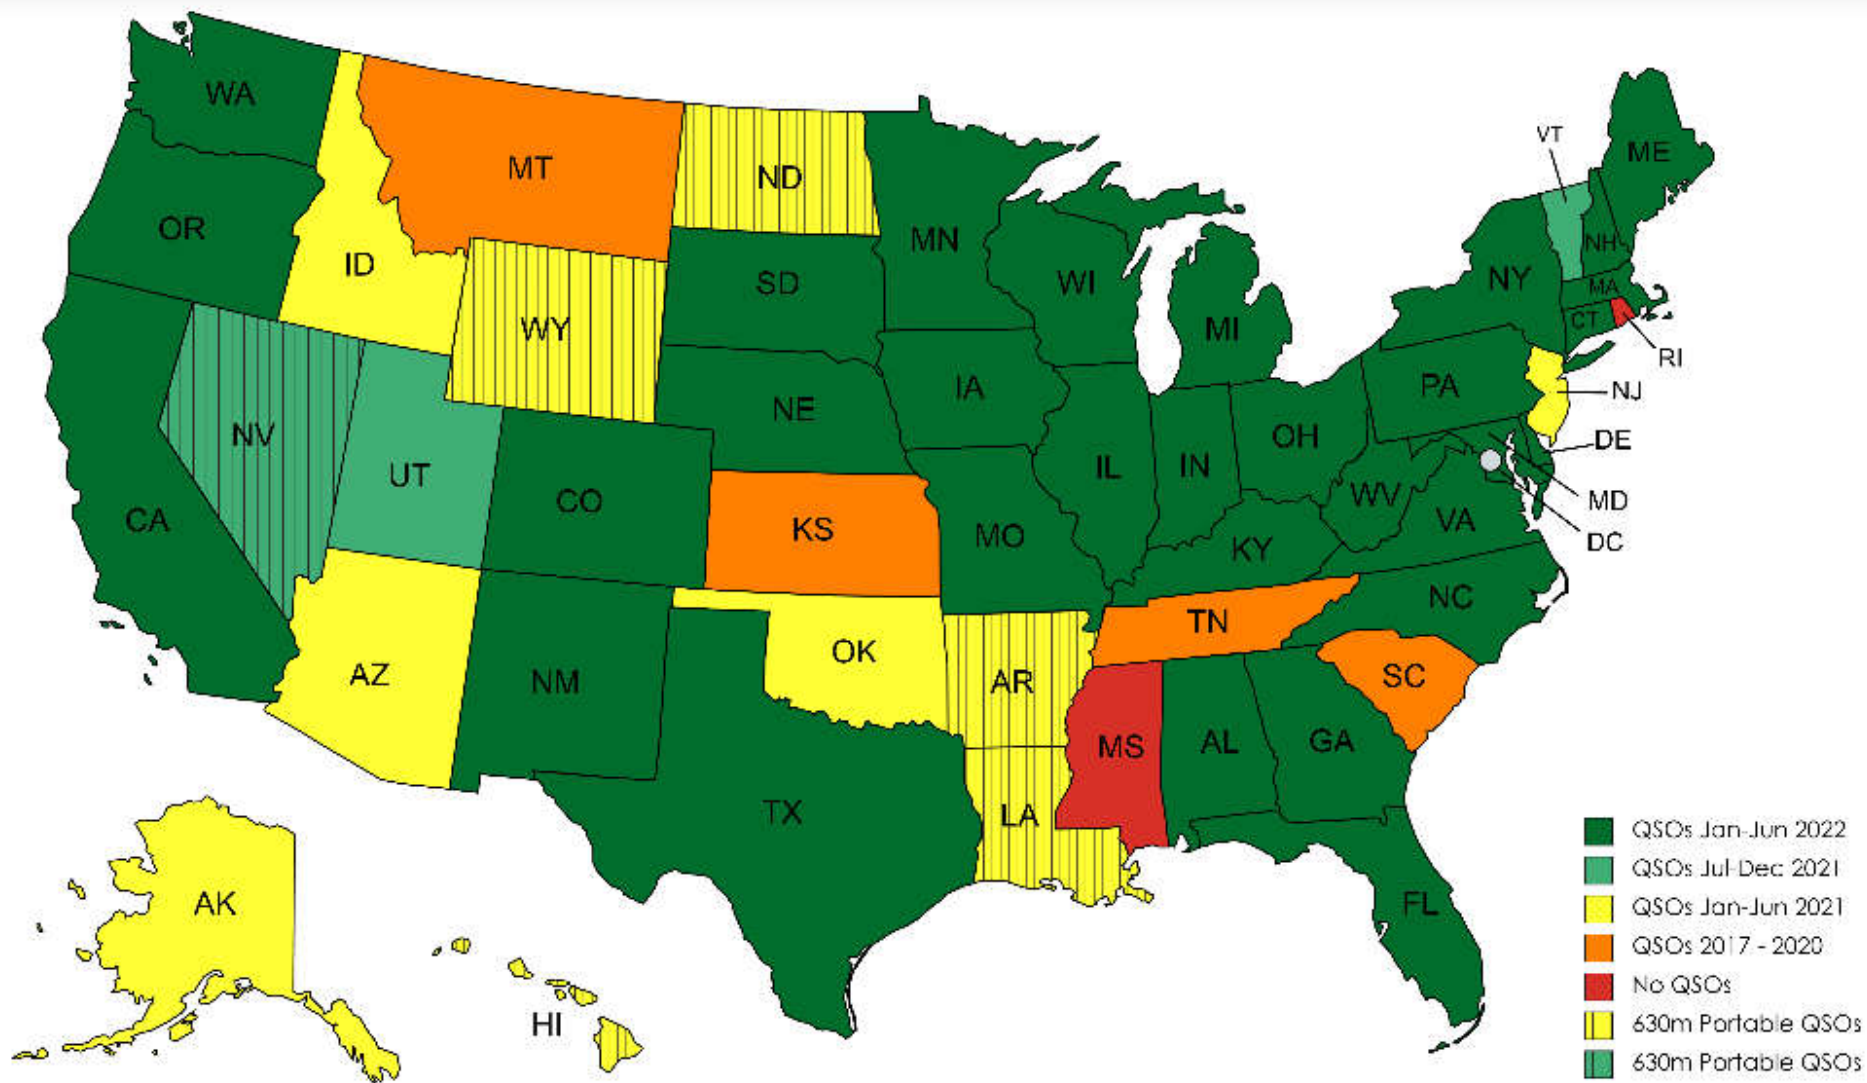 WA
MT
ND
VT
ME
OR
ID
MN
NH
SD
WI
NY
WY
MI
MA
CT
RI
NV
NE
IA
PA
NJ
UT
CO
IL
IN
OH
DE
CA
KS
MO
WV
VA
MD
KY
DC
NC
TN
AZ
NM
OK
AR
SC
MS
AL
GA
TX
LA
AK
FL
HI
QSOs Jan-Jun 2022
QSOs Jul-Dec 2021
QSOs Jan-Jun 2021
QSOs 2017 - 2020
No QSOs
630m Portable QSOs
630m Portable QSOs